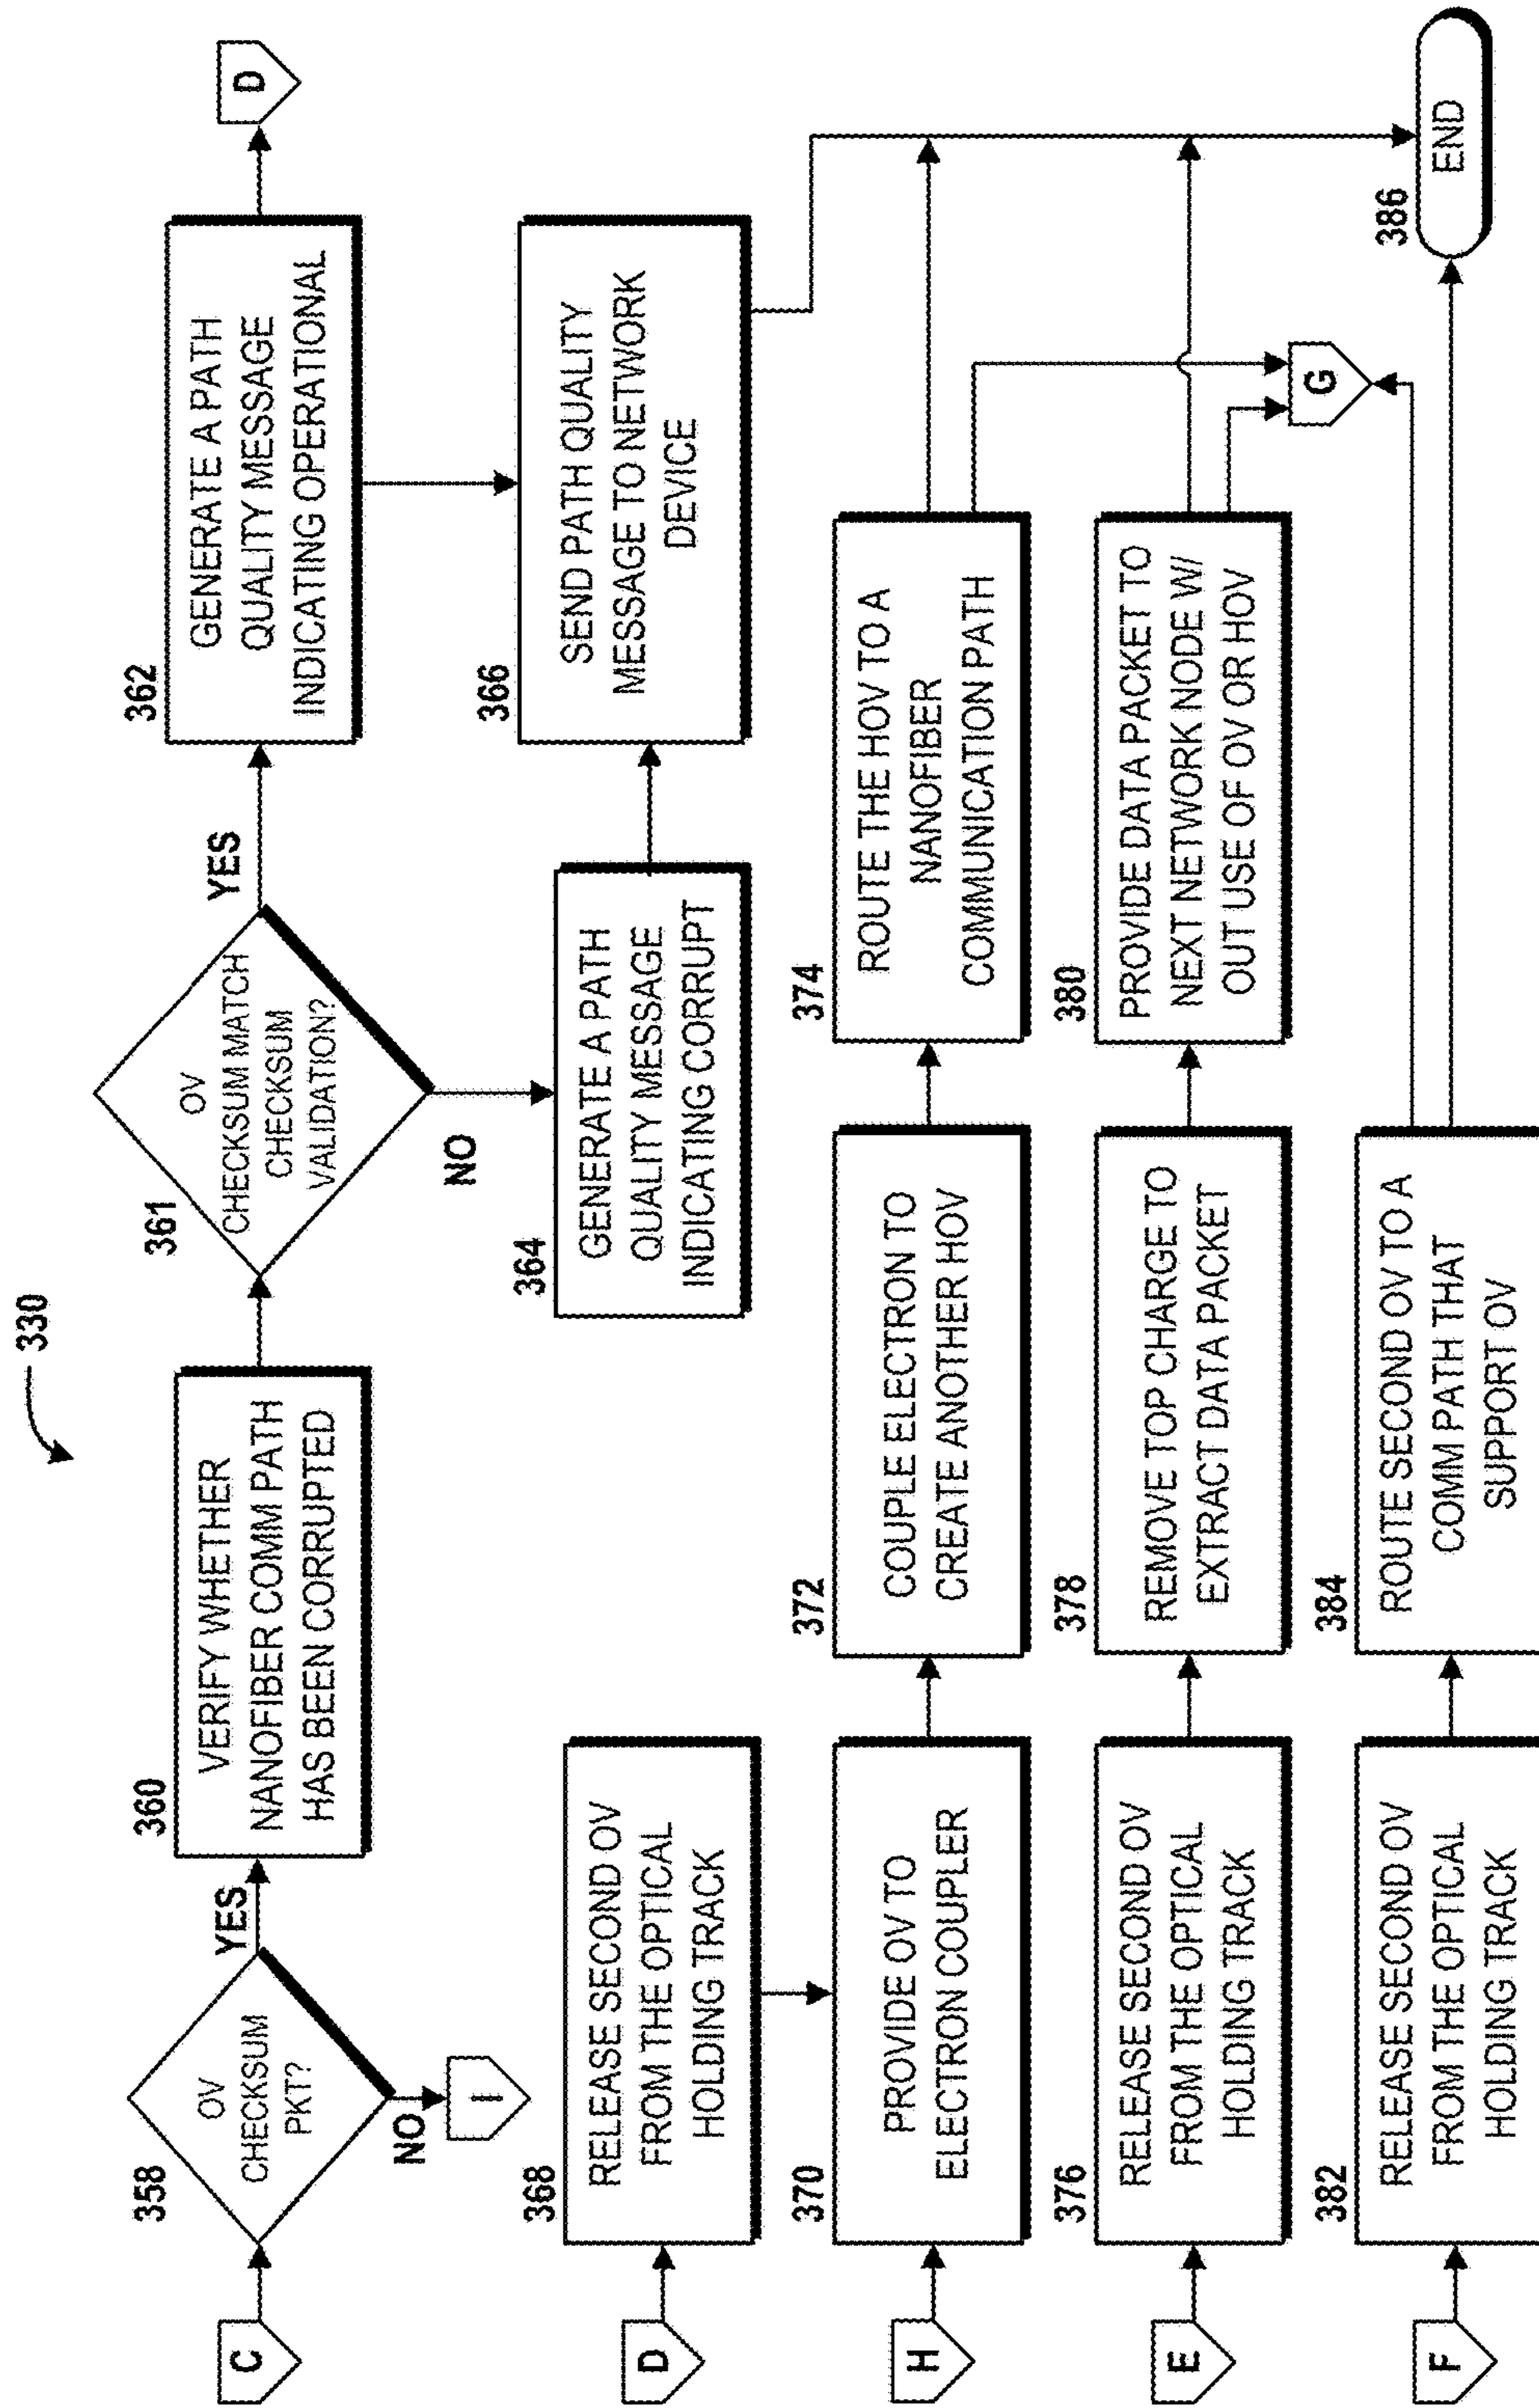 330
C
358
OV
CHECKSUM
PKT?
YES
NO
I
360
VERIFY WHETHER
NANOFIBER COMM PATH
HAS BEEN CORRUPTED
361
OV
CHECKSUM MATCH
CHECKSUM
VALIDATION?
YES
NO
362
GENERATE A PATH
QUALITY MESSAGE
INDICATING OPERATIONAL
D
364
GENERATE A PATH
QUALITY MESSAGE
INDICATING CORRUPT
366
SEND PATH QUALITY
MESSAGE TO NETWORK
DEVICE
D
368
RELEASE SECOND OV
FROM THE OPTICAL
HOLDING TRACK
H
370
PROVIDE OV TO
ELECTRON COUPLER
372
COUPLE ELECTRON TO
CREATE ANOTHER HOV
374
ROUTE THE HOV TO A
NANOFIBER
COMMUNICATION PATH
E
376
RELEASE SECOND OV
FROM THE OPTICAL
HOLDING TRACK
378
REMOVE TOP CHARGE TO
EXTRACT DATA PACKET
380
PROVIDE DATA PACKET TO
NEXT NETWORK NODE W/
OUT USE OF OV OR HOV
G
F
382
RELEASE SECOND OV
FROM THE OPTICAL
HOLDING TRACK
384
ROUTE SECOND OV TO A
COMM PATH THAT
SUPPORT OV
386
END